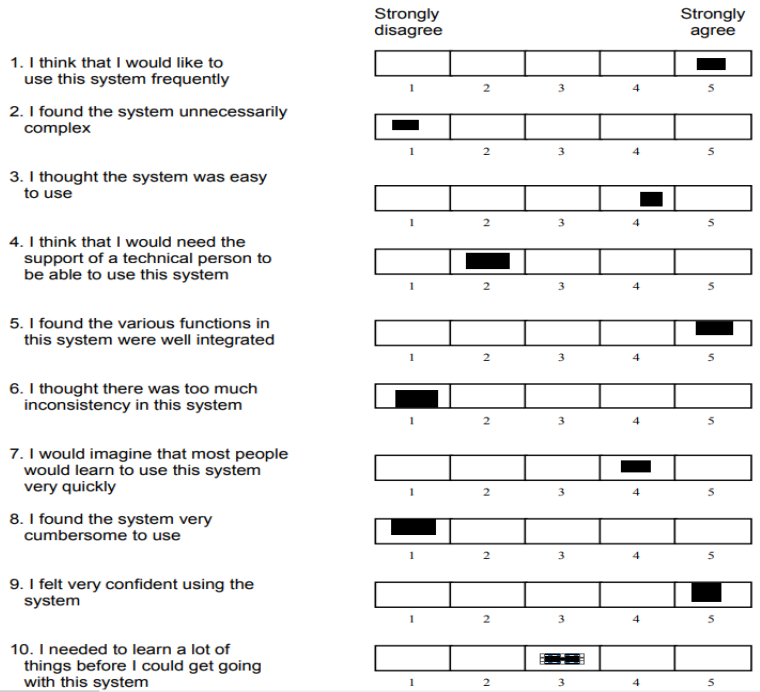 Strongly disagree Strongly agree
1. I think that I would like to
use this system frequently
1 2 3 4 5
2. I found the system unnecessarily
complex
1 2 3 4 5
3. I thought the system was easy
to use
1 2 3 4 5
4. I think that I would need the
support of a technical person to
be able to use this system
1 2 3 4 5
5. I found the various functions in
this system were well integrated
1 2 3 4 5
6. I thought there was too much
inconsistency in this system
1 2 3 4 5
7. I would imagine that most people
would learn to use this system
very quickly
1 2 3 4 5
8. I found the system very
cumbersome to use
1 2 3 4 5
9. I felt very confident using the
system
1 2 3 4 5
10. I needed to learn a lot of
things before I could get going
with this system
1 2 3 4 5